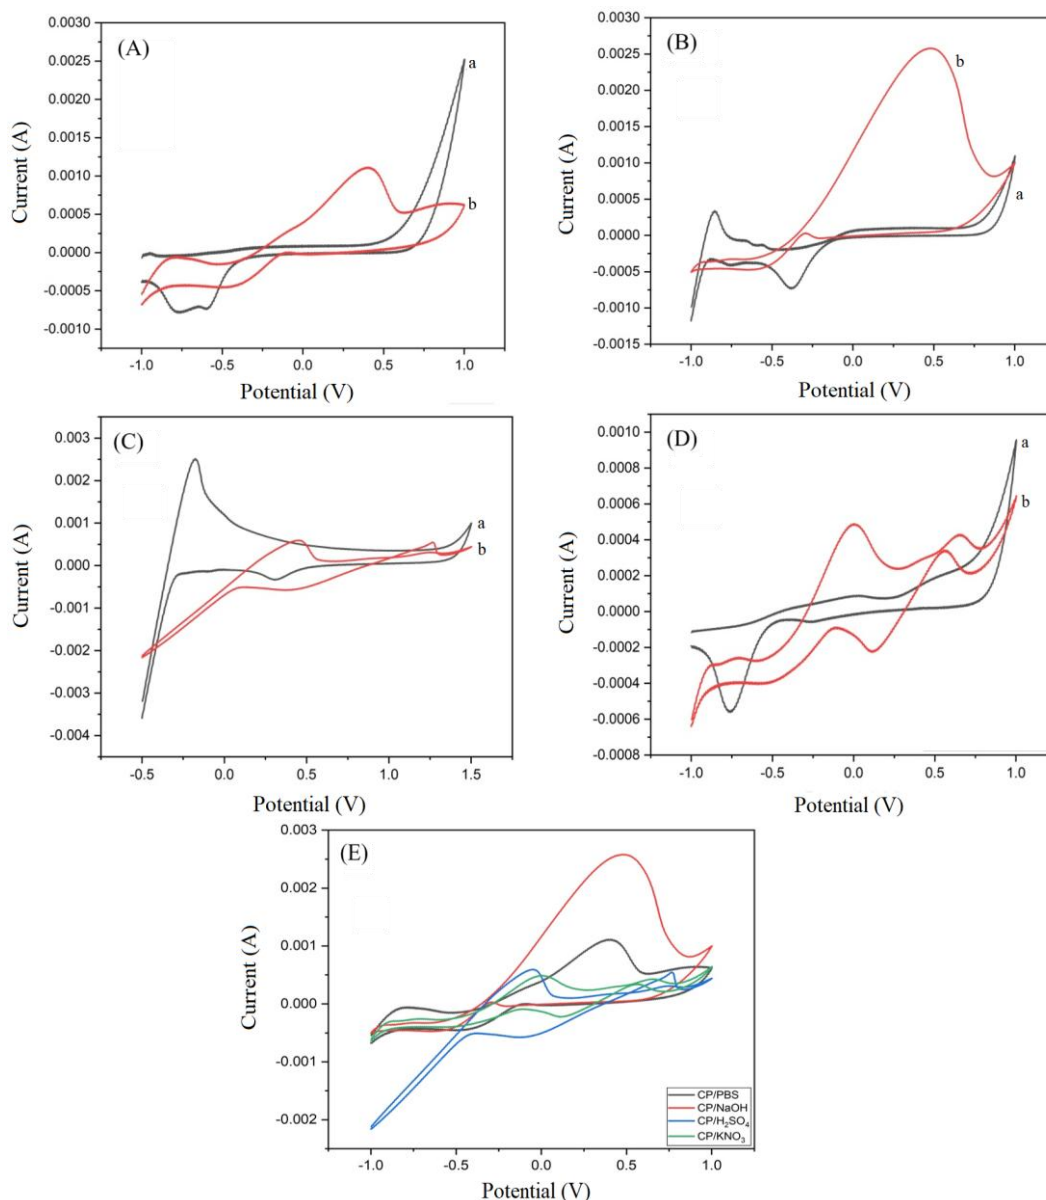 (A)
0.0030
0.0025
0.0020
0.0015
0.0010
0.0005
0.0000
-0.0005
-0.0010
Current (A)
a
b
-1.0 -0.5 0.0 0.5 1.0
Potential (V)
(B)
0.0030
0.0025
0.0020
0.0015
0.0010
0.0005
0.0000
-0.0005
-0.0010
-0.0015
Current (A)
b
a
-1.0 -0.5 0.0 0.5 1.0
Potential (V)
(C)
0.003
0.002
0.001
0.000
-0.001
-0.002
-0.003
-0.004
Current (A)
a
b
-0.5 0.0 0.5 1.0 1.5
Potential (V)
(D)
0.0010
0.0008
0.0006
0.0004
0.0002
0.0000
-0.0002
-0.0004
-0.0006
-0.0008
Current (A)
a
b
-1.0 -0.5 0.0 0.5 1.0
Potential (V)
(E)
0.003
0.002
0.001
0.000
-0.001
-0.002
Current (A)
CP/PBS
CP/NaOH
CP/H₂SO₄
CP/KNO₃
-1.0 -0.5 0.0 0.5 1.0
Potential (V)